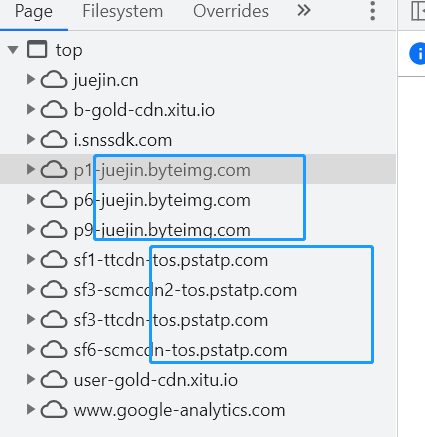 Page Filesystem Overrides
top
juejin.cn
b-gold-cdn.xitu.io
i.snssdk.com
p1-juejin.byteimg.com
p6-juejin.byteimg.com
p9-juejin.byteimg.com
sf1-ttcdn-tos.pstatp.com
sf3-scmcdn2-tos.pstatp.com
sf3-ttcdn-tos.pstatp.com
sf6-scmcdn-tos.pstatp.com
user-gold-cdn.xitu.io
www.google-analytics.com